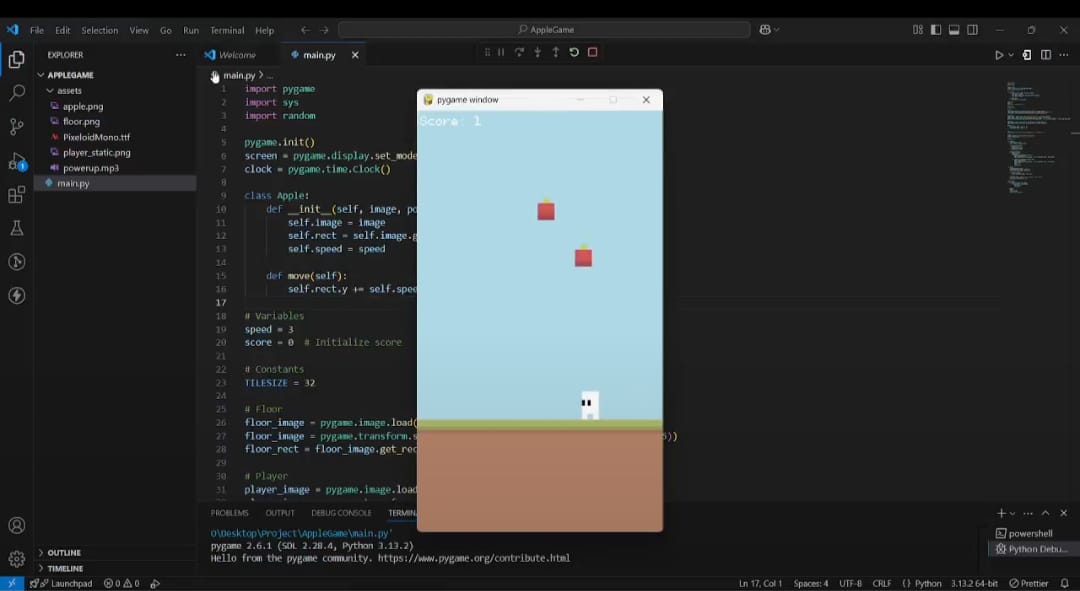 File Edit Selection View Go Run Terminal Help
AppleGame
EXPLORER
Welcome
main.py
APPLEGAME
assets
apple.png
floor.png
PixeloidMono.ttf
player_static.png
powerup.mp3
main.py
OUTLINE
TIMELINE
main.py > ...
1 import pygame
2 import sys
3 import random
4
5 pygame.init()
6 screen = pygame.display.set_mode
7 clock = pygame.time.Clock()
8
9 class Apple:
10 def __init__(self, image, po
11 self.image = image
12 self.rect = self.image.g
13 self.speed = speed
14
15 def move(self):
16 self.rect.y += self.spee
17
18 # Variables
19 speed = 3
20 score = 0 # Initialize score
21
22 # Constants
23 TILESIZE = 32
24
25 # Floor
26 floor_image = pygame.image.load(
27 floor_image = pygame.transform.s
28 floor_rect = floor_image.get_rec
29
30 # Player
31 player_image = pygame.image.load
pygame window
Score: 1
PROBLEMS OUTPUT DEBUG CONSOLE TERMIN
O\Desktop\Project\AppleGame\main.py'
pygame 2.6.1 (SDL 2.28.4, Python 3.13.2)
Hello from the pygame community. https://www.pygame.org/contribute.html
powershell
Python Debu...
Launchpad 0 0 0
Ln 17, Col 1 Spaces: 4 UTF-8 CRLF {} Python 3.13.2 64-bit Prettier